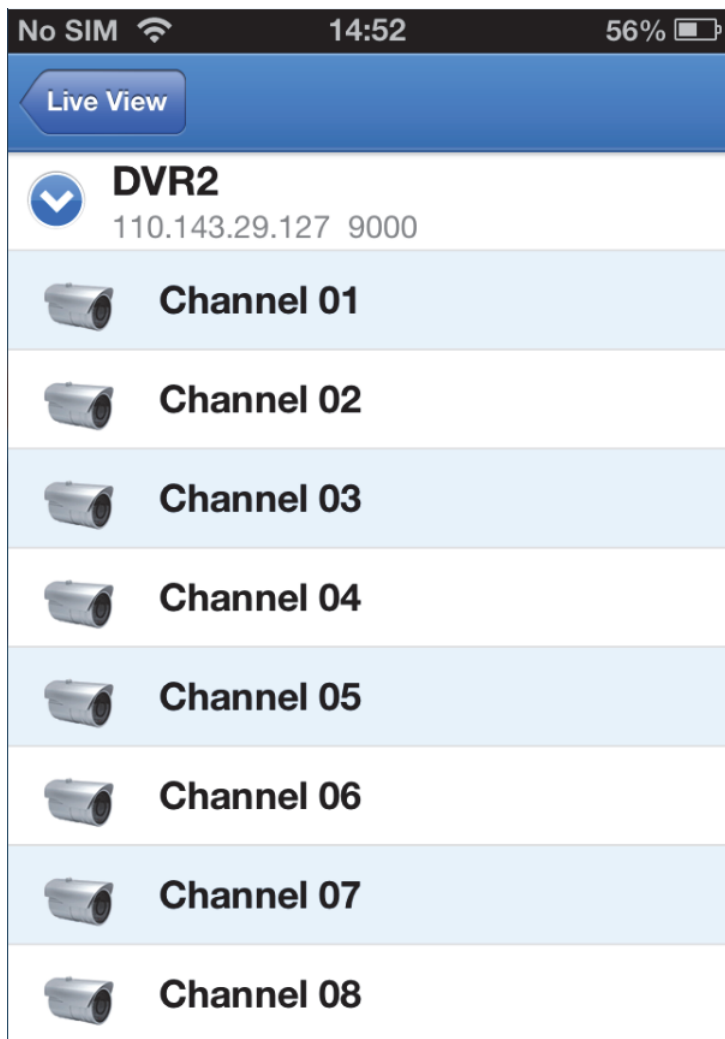 No SIM 14:52 56%
Live View
DVR2
110.143.29.127 9000
Channel 01
Channel 02
Channel 03
Channel 04
Channel 05
Channel 06
Channel 07
Channel 08